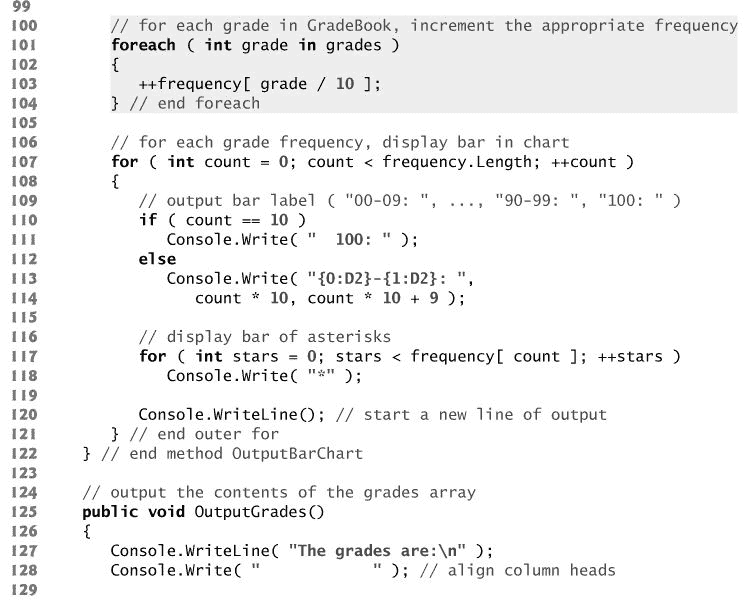 99
100 // for each grade in GradeBook, increment the appropriate frequency
101 foreach ( int grade in grades )
102 {
103 ++frequency[ grade / 10 ];
104 } // end foreach
105
106 // for each grade frequency, display bar in chart
107 for ( int count = 0; count < frequency.Length; ++count )
108 {
109 // output bar label ( "00-09: ", ..., "90-99: ", "100: " )
110 if ( count == 10 )
111 Console.Write( "  100: " );
112 else
113 Console.Write( "{0:D2}-{1:D2}: ",
114 count * 10, count * 10 + 9 );
115
116 // display bar of asterisks
117 for ( int stars = 0; stars < frequency[ count ]; ++stars )
118 Console.Write( "*" );
119
120 Console.WriteLine(); // start a new line of output
121 } // end outer for
122 } // end method OutputBarChart
123
124 // output the contents of the grades array
125 public void OutputGrades()
126 {
127 Console.WriteLine( "The grades are:\n" );
128 Console.Write( "            " ); // align column heads
129